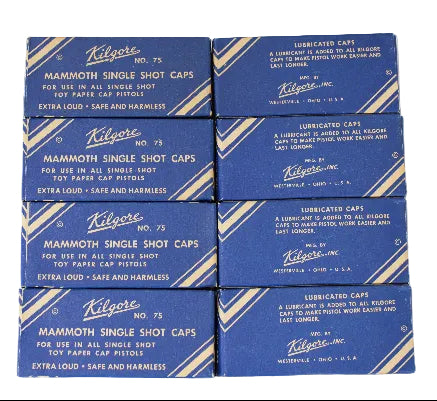 © Kilgore NO. 75
MAMMOTH SINGLE SHOT CAPS
FOR USE IN ALL SINGLE SHOT
TOY PAPER CAP PISTOLS
EXTRA LOUD • SAFE AND HARMLESS
LUBRICATED CAPS
A LUBRICANT IS ADDED TO ALL KILGORE
CAPS TO MAKE PISTOL WORK EASIER AND
LAST LONGER.
MFG. BY
Kilgore, INC.
WESTERVILLE • OHIO • U.S.A.
©
© Kilgore NO. 75
MAMMOTH SINGLE SHOT CAPS
FOR USE IN ALL SINGLE SHOT
TOY PAPER CAP PISTOLS
EXTRA LOUD • SAFE AND HARMLESS
LUBRICATED CAPS
A LUBRICANT IS ADDED TO ALL KILGORE
CAPS TO MAKE PISTOL WORK EASIER AND
LAST LONGER.
MFG. BY
Kilgore, INC.
WESTERVILLE • OHIO • U.S.A.
©
© Kilgore NO. 75
MAMMOTH SINGLE SHOT CAPS
FOR USE IN ALL SINGLE SHOT
TOY PAPER CAP PISTOLS
EXTRA LOUD • SAFE AND HARMLESS
LUBRICATED CAPS
A LUBRICANT IS ADDED TO ALL KILGORE
CAPS TO MAKE PISTOL WORK EASIER AND
LAST LONGER.
MFG. BY
Kilgore, INC.
WESTERVILLE • OHIO • U.S.A.
©
© Kilgore NO. 75
MAMMOTH SINGLE SHOT CAPS
FOR USE IN ALL SINGLE SHOT
TOY PAPER CAP PISTOLS
EXTRA LOUD • SAFE AND HARMLESS
LUBRICATED CAPS
A LUBRICANT IS ADDED TO ALL KILGORE
CAPS TO MAKE PISTOL WORK EASIER AND
LAST LONGER.
MFG. BY
Kilgore, INC.
WESTERVILLE • OHIO • U.S.A.
©